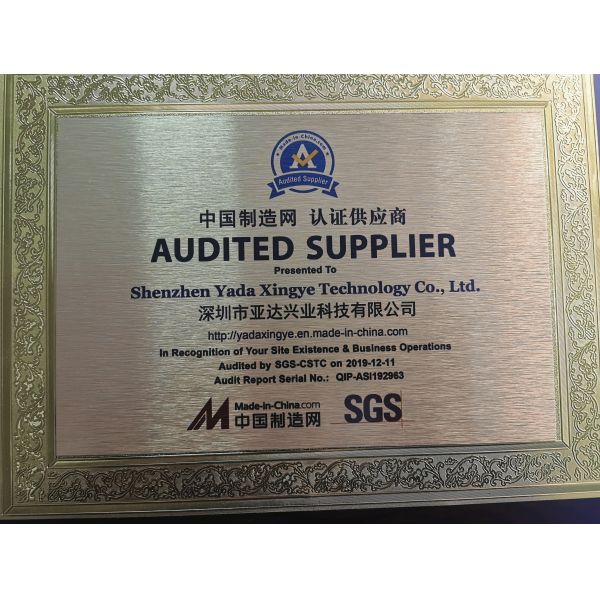 Made-in-China.com
A
Audited Supplier
中国制造网 认证供应商
AUDITED SUPPLIER
Presented To
Shenzhen Yada Xingye Technology Co., Ltd.
深圳市亚达兴业科技有限公司
http://yadaxingye.en.made-in-china.com
In Recognition of Your Site Existence & Business Operations
Audited by SGS-CSTC on 2019-12-11
Audit Report Serial No.: QIP-ASI192963
Made-in-China.com
中国制造网
SGS